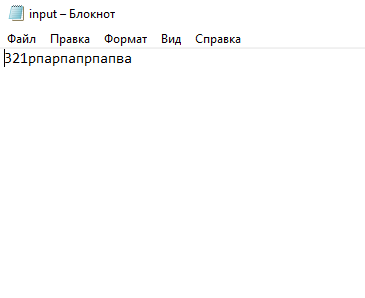 input – Блокнот
Файл Правка Формат Вид Справка
321рпарпапрпапва